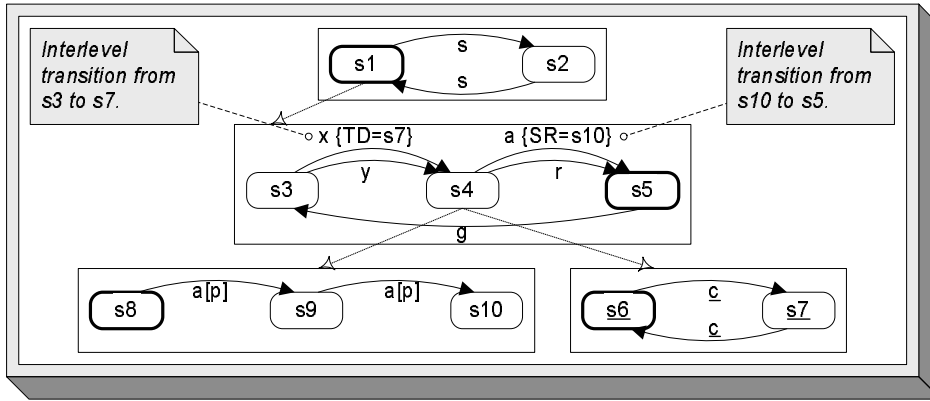 Interlevel
transition from
s3 to s7.
s
s1
s2
s
Interlevel
transition from
s10 to s5.
x {TD=s7}
a {SR=s10}
y
r
s3
s4
s5
g
a[p]
a[p]
s8
s9
s10
c
s6
s7
c